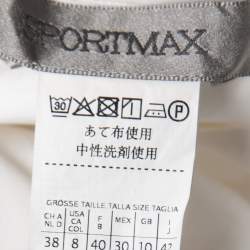 SPORTMAX
30 P
あて布使用
中性洗剤使用
GROSSE TAILLE TALLA SIZE TAGLIA
CH A NL D USA CA COL F B MEX GB I J
38 8 40 30 10 42